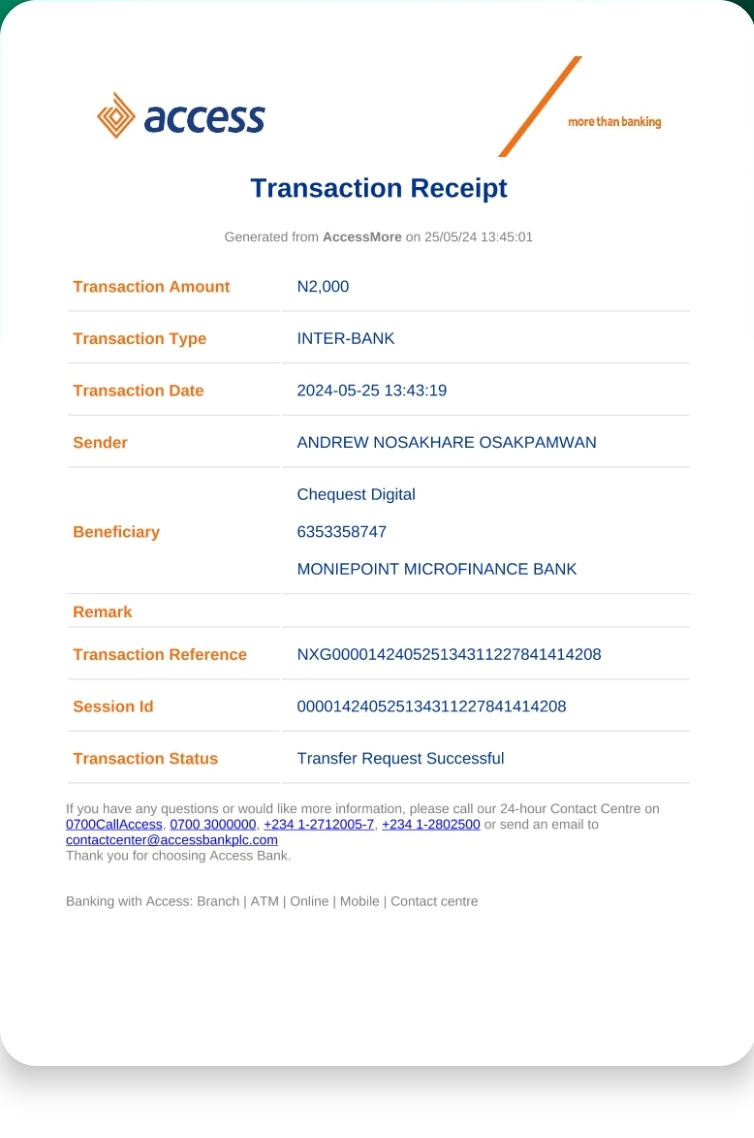 access
more than banking
Transaction Receipt
Generated from AccessMore on 25/05/24 13:45:01
Transaction Amount N2,000
Transaction Type INTER-BANK
Transaction Date 2024-05-25 13:43:19
Sender ANDREW NOSAKHARE OSAKPAMWAN
Chequest Digital
Beneficiary 6353358747
MONIEPOINT MICROFINANCE BANK
Remark
Transaction Reference NXG000014240525134311227841414208
Session Id 000014240525134311227841414208
Transaction Status Transfer Request Successful
If you have any questions or would like more information, please call our 24-hour Contact Centre on
0700CallAccess, 0700 3000000, +234 1-2712005-7, +234 1-2802500 or send an email to
contactcenter@accessbankplc.com
Thank you for choosing Access Bank.
Banking with Access: Branch | ATM | Online | Mobile | Contact centre